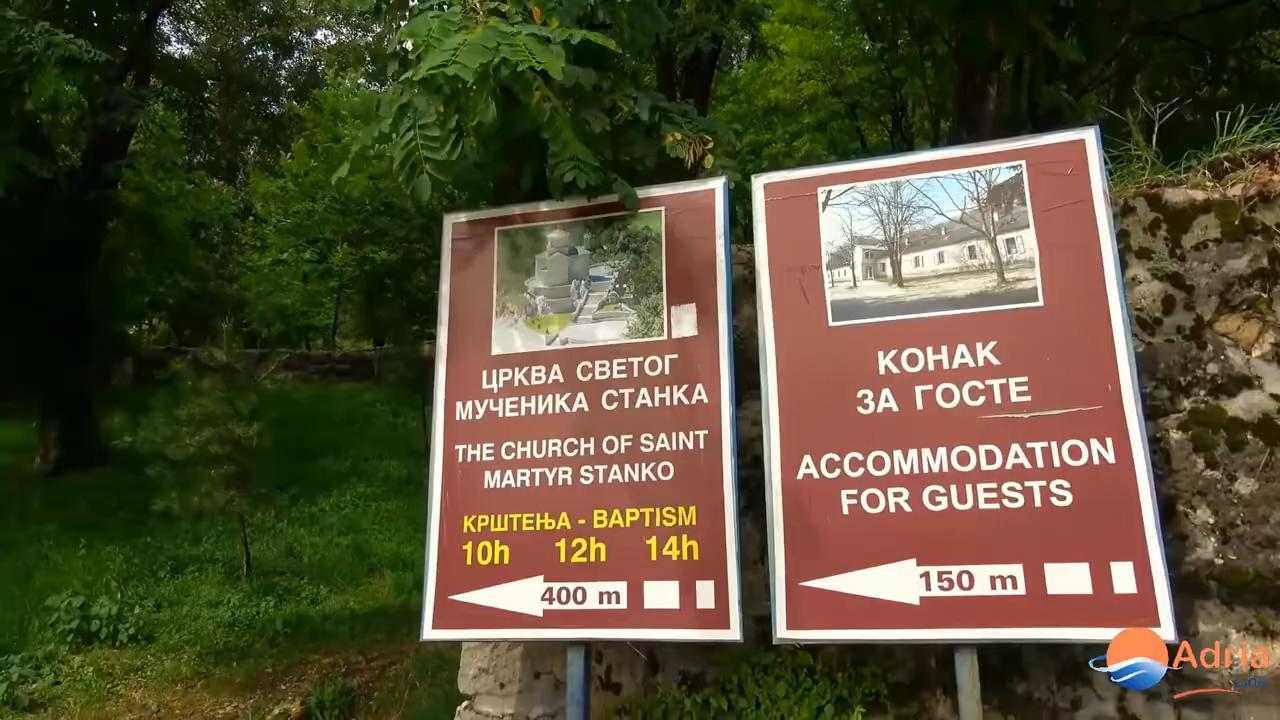 ЦРКВА СВЕТОГ
МУЧЕНИКА СТАНКА
THE CHURCH OF SAINT
MARTYR STANKO
КРШТЕЊА - BAPTISM
10h 12h 14h
400 m
КОНАК
ЗА ГОСТЕ
ACCOMMODATION
FOR GUESTS
150 m
Adria
Line